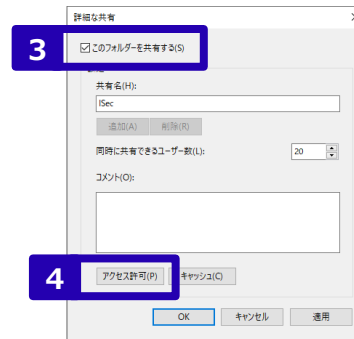 詳細な共有
3
このフォルダーを共有する(S)
共有名(H):
ISec
追加(A) 削除(R)
同時に共有できるユーザー数(L): 20
コメント(O):
4
アクセス許可(P) キャッシュ(C)
OK キャンセル 適用